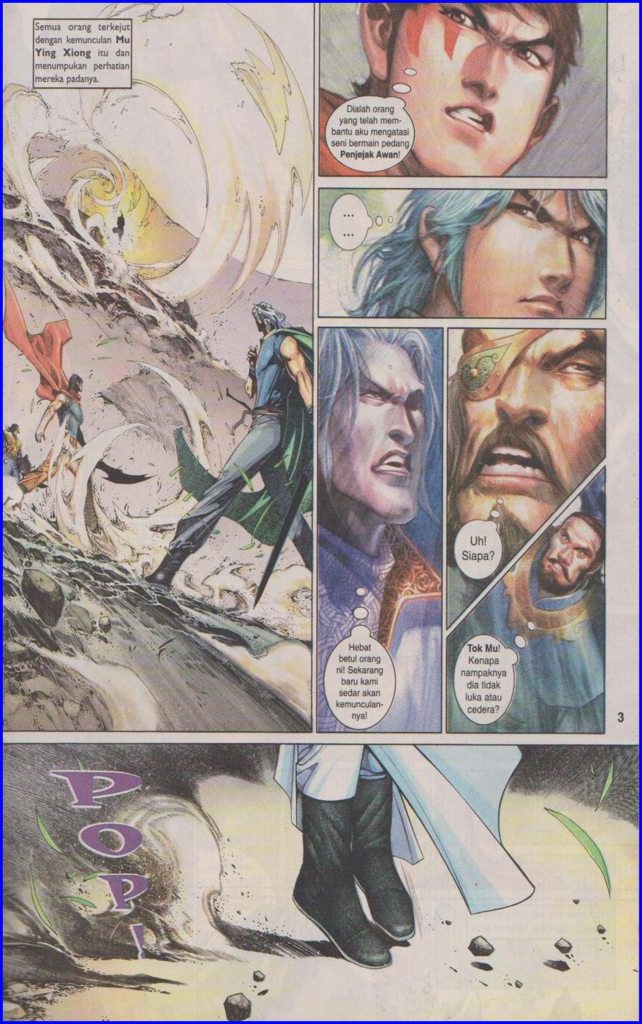 Semua orang terkejut
dengan kemunculan Mu
Ying Xiong itu dan
menumpukan perhatian
mereka padanya.
Dialah orang
yang telah mem-
bantu aku mengatasi
seni bermain pedang
Penjejak Awan!
...
...
Hebat
betul orang
ni! Sekarang
baru kami
sedar akan
kemunculan-
nya!
Uh!
Siapa?
Tok Mu!
Kenapa
nampaknya
dia tidak
luka atau
cedera?
3
POP!